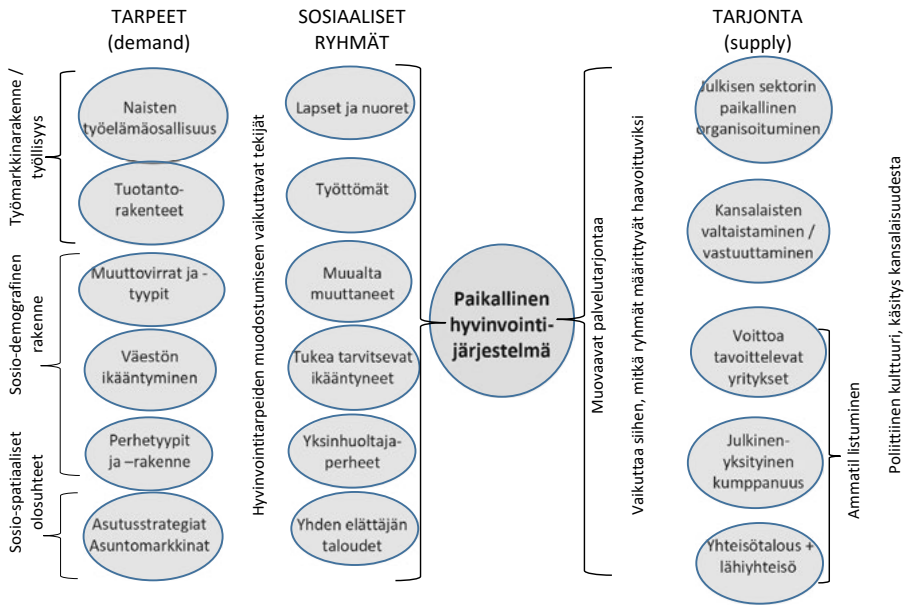 TARPEET
(demand)
SOSIAALISET
RYHMÄT
TARJONTA
(supply)
Työmarkkinarakenne /
työllisyys
Sosio-demografinen
rakenne
Sosio-spatiaaliset
olosuhteet
Naisten
työelämäosallisuus
Tuotanto-
rakenteet
Muuttovirrat ja -
tyypit
Väestön
ikääntyminen
Perhetyypit
ja –rakenne
Asutusstrategiat
Asuntomarkkinat
Hyvinvointitarpeiden muodostumiseen vaikuttavat tekijät
Lapset ja nuoret
Työttömät
Muualta
muuttaneet
Tukea tarvitsevat
ikääntyneet
Yksinhuoltaja-
perheet
Yhden elättäjän
taloudet
Paikallinen
hyvinvointi-
järjestelmä
Muovaavat palvelutarjontaa
Vaikuttaa siihen, mitkä ryhmät määrittyvät haavoittuviksi
Julkisen sektorin
paikallinen
organisoituminen
Kansalaisten
valtaistaminen /
vastuuttaminen
Voittoa
tavoittelevat
yritykset
Julkinen-
yksityinen
kumppanuus
Yhteisötalous +
lähiyhteisö
Ammatil listuminen
Poliittinen kulttuuri, käsitys kansalaisuudesta